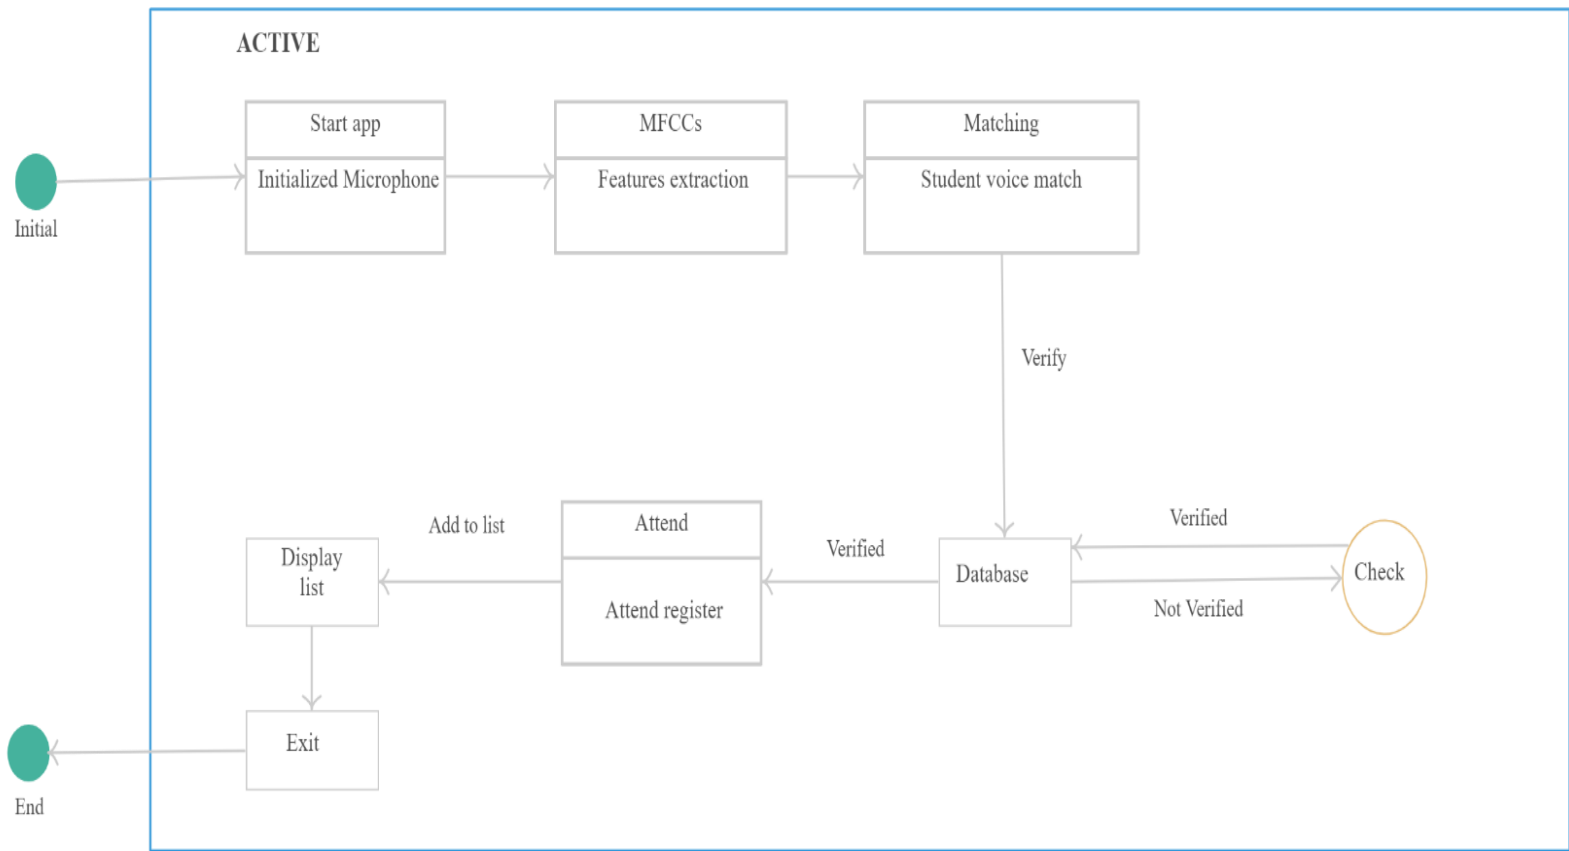 ACTIVE
Start app
Initialized Microphone
MFCCs
Features extraction
Matching
Student voice match
Initial
Verify
Add to list
Attend
Attend register
Verified
Verified
Display
list
Database
Check
Not Verified
Exit
End